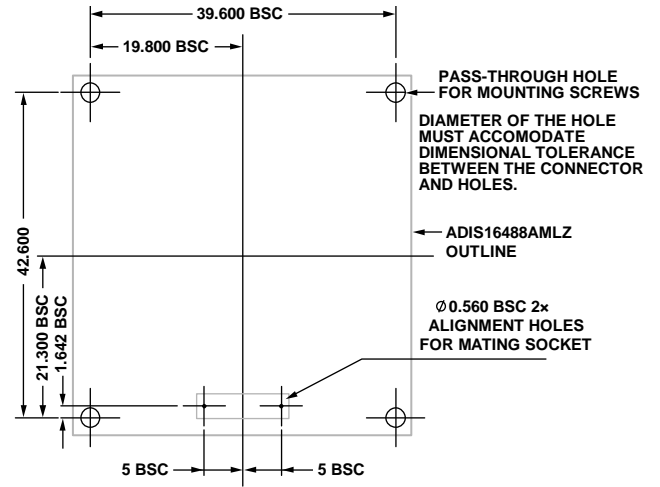 39.600 BSC
19.800 BSC
PASS-THROUGH HOLE
FOR MOUNTING SCREWS
DIAMETER OF THE HOLE
MUST ACCOMODATE
DIMENSIONAL TOLERANCE
BETWEEN THE CONNECTOR
AND HOLES.
ADIS16488AMLZ
OUTLINE
42.600
21.300 BSC
1.642 BSC
Ø0.560 BSC 2×
ALIGNMENT HOLES
FOR MATING SOCKET
5 BSC
5 BSC